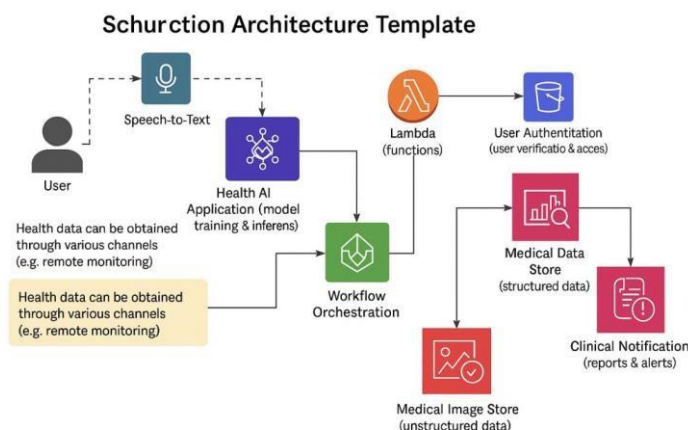 Schurction Architecture Template
Speech-to-Text
User
Health AI
Application (model
training & inferens)
Health data can be obtained
through various channels
(e.g. remote monitoring)
Health data can be obtained
through various channels
(e.g. remote monitoring)
Workflow
Orchestration
Lambda
(functions)
User Authentitation
(user verificatio & acces)
Medical Data
Store
(structured data)
Clinical Notification
(reports & alerts)
Medical Image Store
(unstructured data)